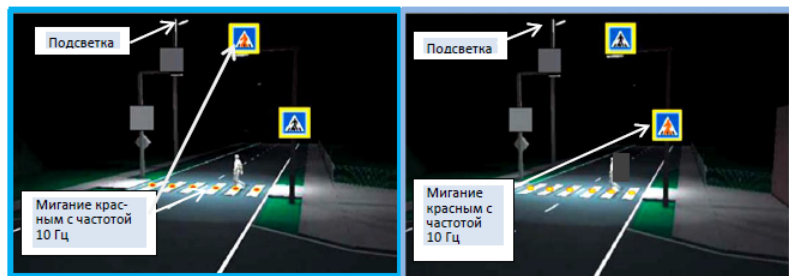 Подсветка
Мигание крас-
ным с частотой
10 Гц
Подсветка
Мигание
красным с
частотой
10 Гц